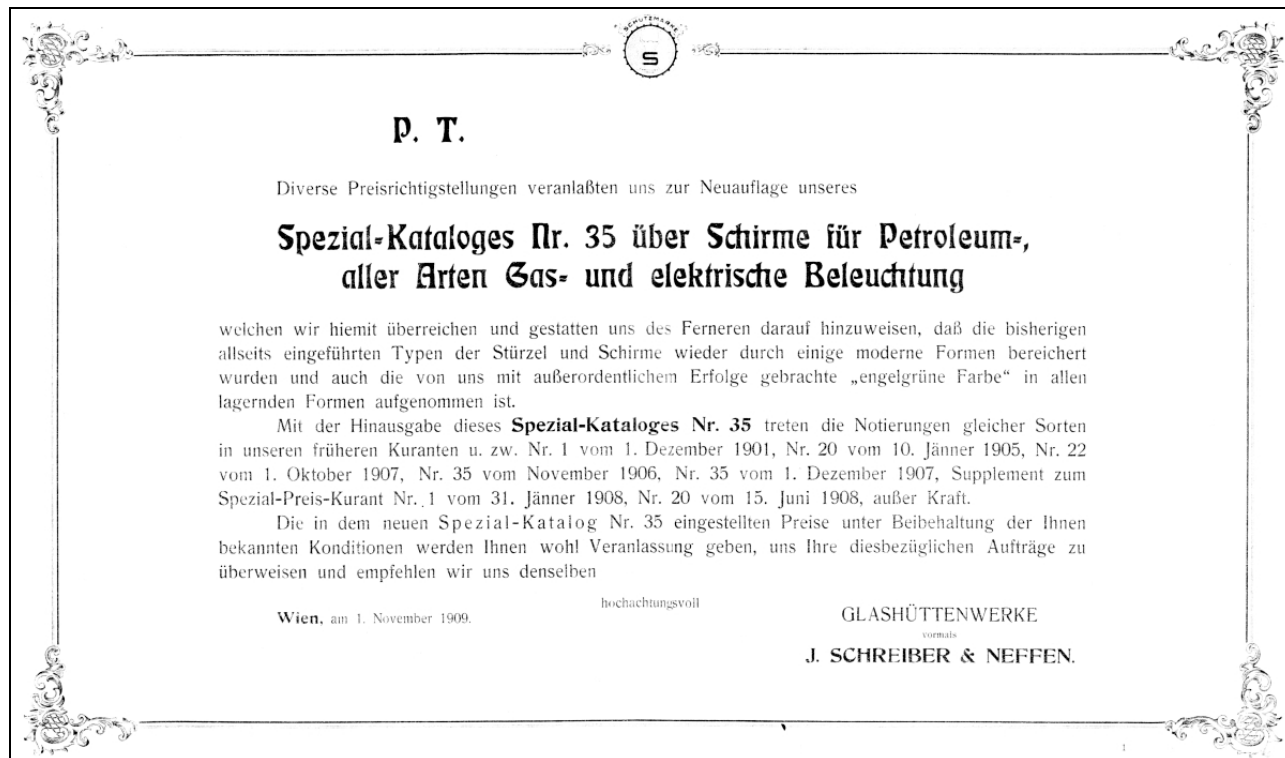 SCHUTZMARKE
S
P. T.
Diverse Preisrichtigstellungen veranlaßten uns zur Neuauflage unseres
Spezial-Kataloges Nr. 35 über Schirme für Petroleum-,
aller Arten Gas- und elektrische Beleuchtung
welchen wir hiemit überreichen und gestatten uns des Ferneren darauf hinzuweisen, daß die bisherigen
allseits eingeführten Typen der Stürzel und Schirme wieder durch einige moderne Formen bereichert
wurden und auch die von uns mit außerordentlichem Erfolge gebrachte „engelgrüne Farbe“ in allen
lagernden Formen aufgenommen ist.
Mit der Hinausgabe dieses Spezial-Kataloges Nr. 35 treten die Notierungen gleicher Sorten
in unseren früheren Kuranten u. zw. Nr. 1 vom 1. Dezember 1901, Nr. 20 vom 10. Jänner 1905, Nr. 22
vom 1. Oktober 1907, Nr. 35 vom November 1906, Nr. 35 vom 1. Dezember 1907, Supplement zum
Spezial-Preis-Kurant Nr. 1 vom 31. Jänner 1908, Nr. 20 vom 15. Juni 1908, außer Kraft.
Die in dem neuen Spezial-Katalog Nr. 35 eingestellten Preise unter Beibehaltung der Ihnen
bekannten Konditionen werden Ihnen wohl Veranlassung geben, uns Ihre diesbezüglichen Aufträge zu
überweisen und empfehlen wir uns denselben
hochachtungsvoll
Wien, am 1. November 1909.
GLASHÜTTENWERKE
vormals
J. SCHREIBER & NEFFEN.
1